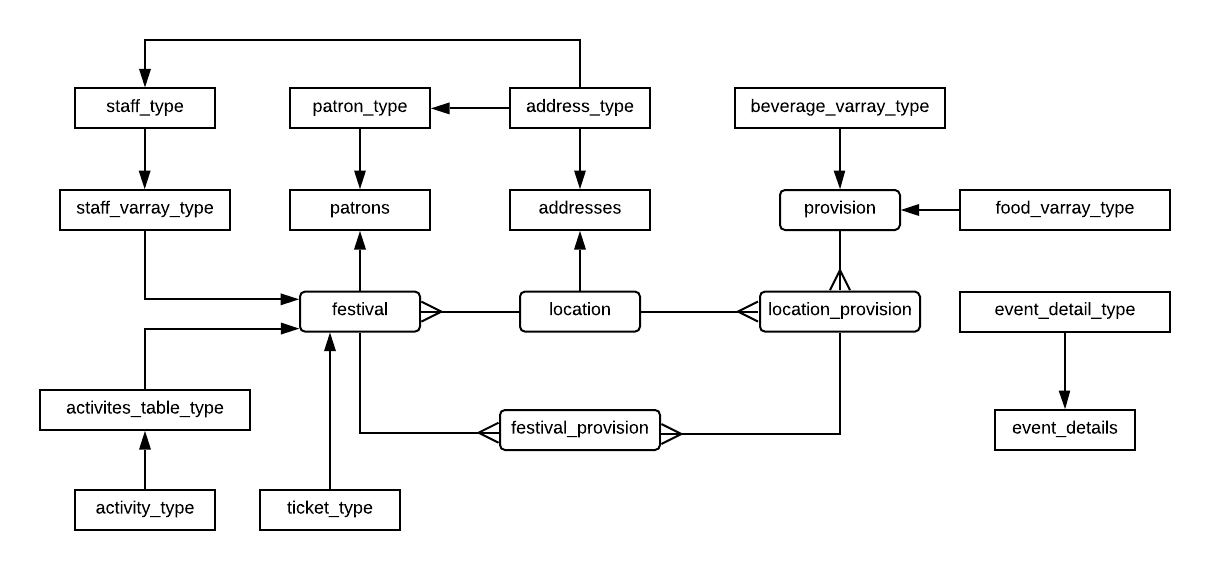 staff_type
patron_type
address_type
beverage_varray_type
staff_varray_type
patrons
addresses
provision
food_varray_type
festival
location
location_provision
event_detail_type
activites_table_type
festival_provision
event_details
activity_type
ticket_type